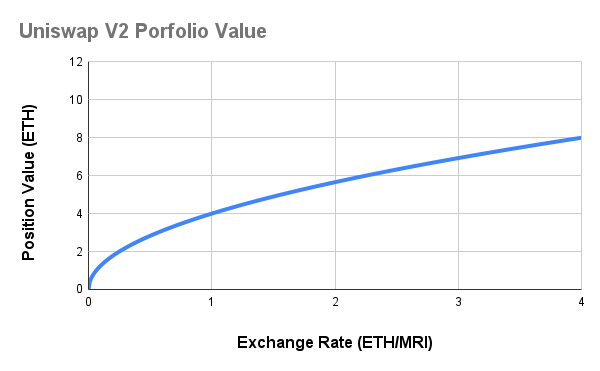 Uniswap V2 Porfolio Value
Position Value (ETH)
12
10
8
6
4
2
0
0 1 2 3 4
Exchange Rate (ETH/MRI)